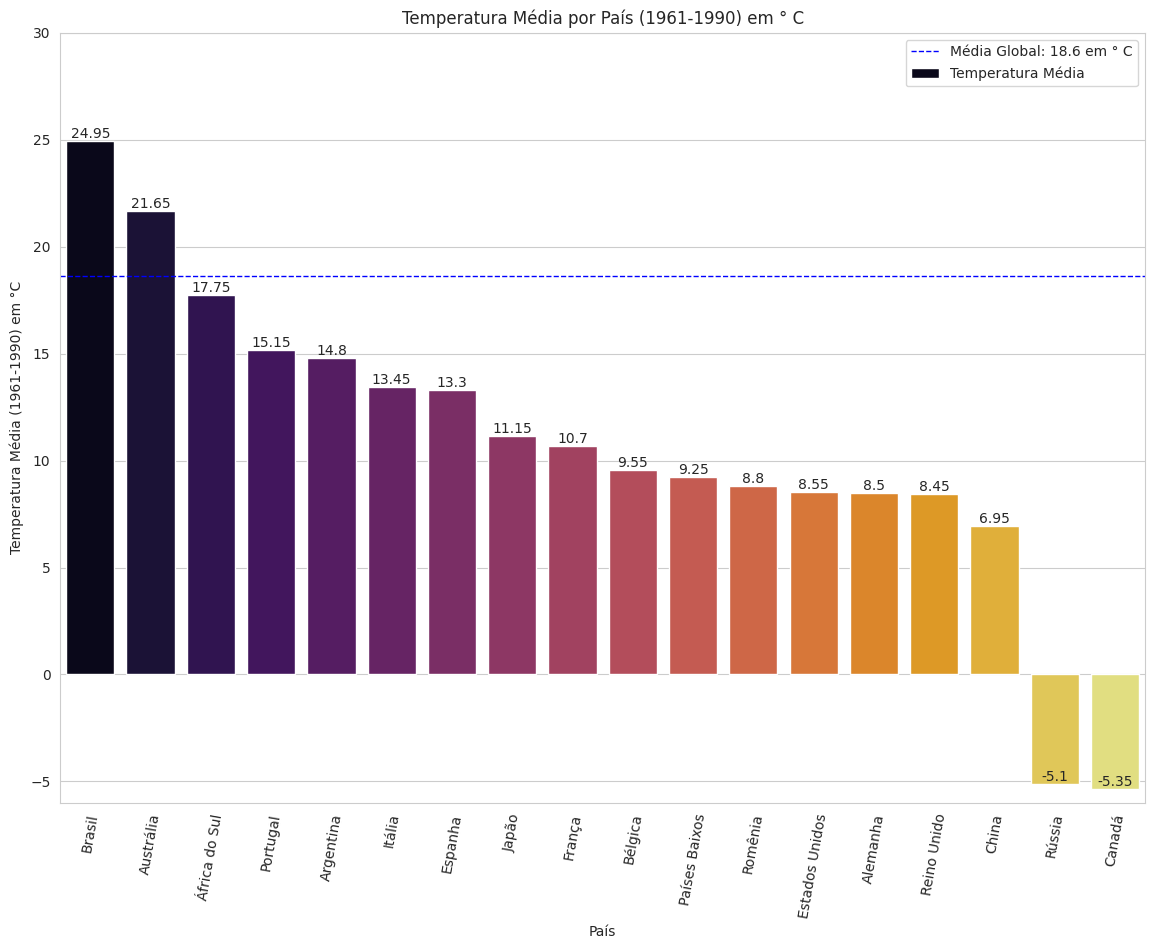 Temperatura Média por País (1961-1990) em ° C
Média Global: 18.6 em ° C
Temperatura Média
Temperatura Média (1961-1990) em °C
30
25
20
15
10
5
0
−5
24.95
21.65
17.75
15.15
14.8
13.45
13.3
11.15
10.7
9.55
9.25
8.8
8.55
8.5
8.45
6.95
-5.1
-5.35
Brasil
Austrália
África do Sul
Portugal
Argentina
Itália
Espanha
Japão
França
Bélgica
Países Baixos
Romênia
Estados Unidos
Alemanha
Reino Unido
China
Rússia
Canadá
País